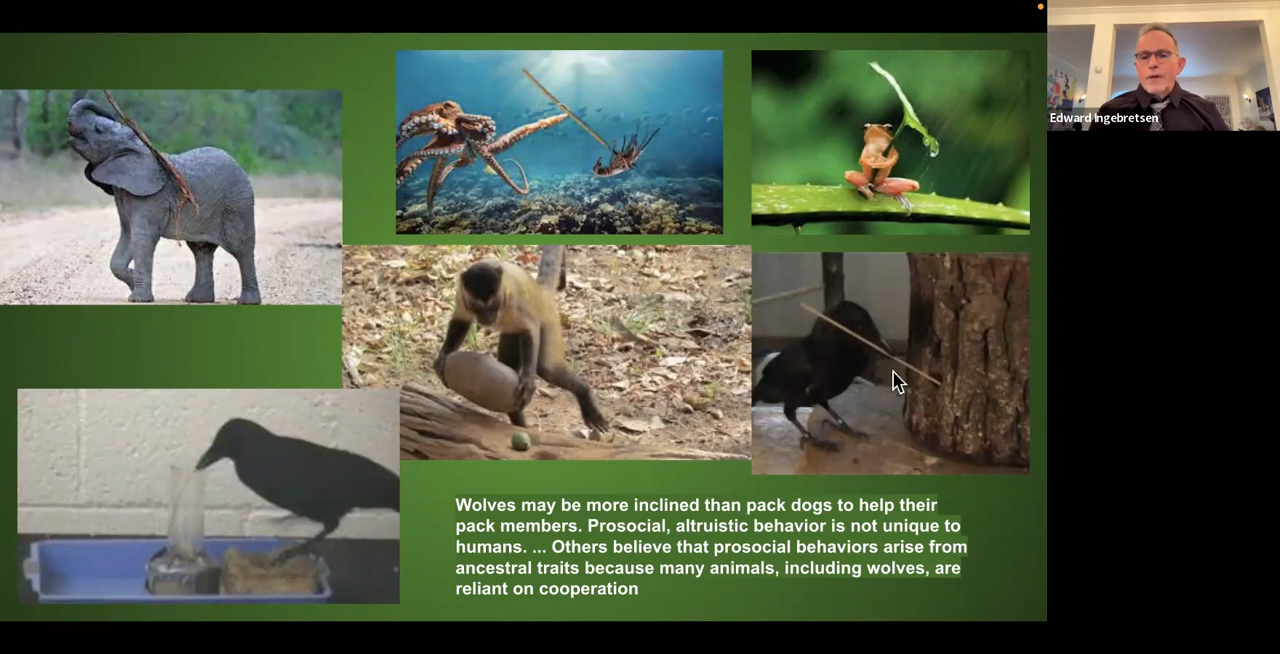 Edward Ingebretsen
Wolves may be more inclined than pack dogs to help their
pack members. Prosocial, altruistic behavior is not unique to
humans. ... Others believe that prosocial behaviors arise from
ancestral traits because many animals, including wolves, are
reliant on cooperation